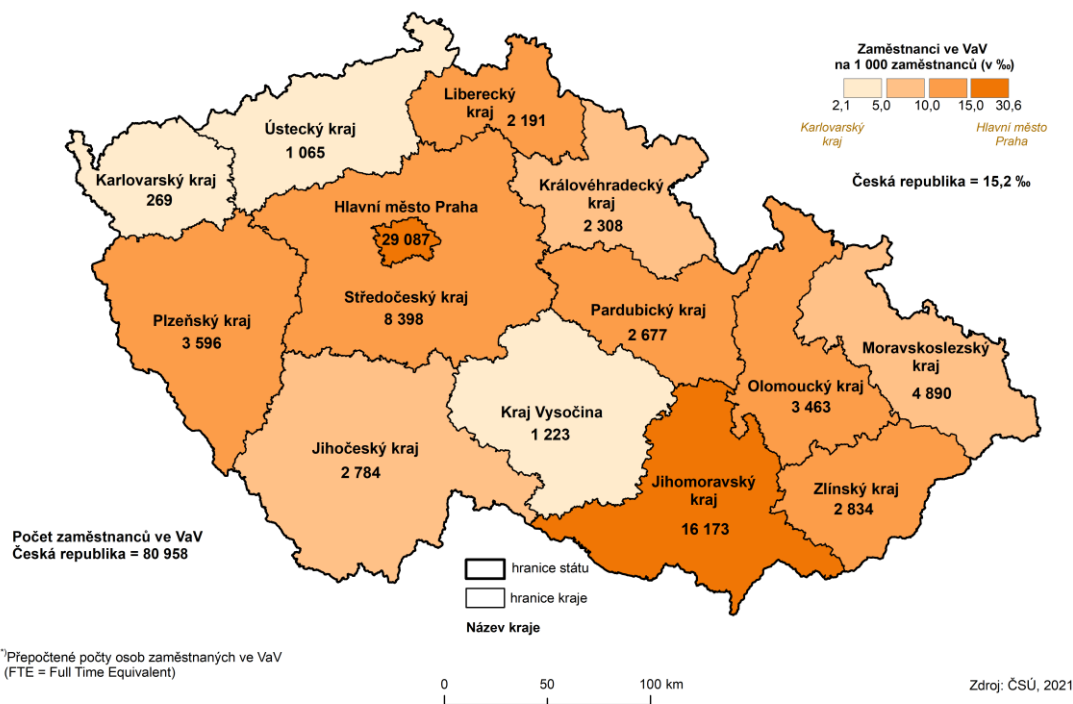 Zaměstnanci ve VaV
na 1 000 zaměstnanců (v ‰)
2,1 5,0 10,0 15,0 30,6
Karlovarský
kraj
Hlavní město
Praha
Česká republika = 15,2 ‰
Liberecký
kraj
2 191
Ústecký kraj
1 065
Karlovarský kraj
269
Královéhradecký
kraj
2 308
Hlavní město Praha
29 087
Středočeský kraj
8 398
Plzeňský kraj
3 596
Pardubický kraj
2 677
Moravskoslezský
kraj
4 890
Olomoucký kraj
3 463
Kraj Vysočina
1 223
Jihočeský kraj
2 784
Jihomoravský
kraj
16 173
Zlínský kraj
2 834
Počet zaměstnanců ve VaV
Česká republika = 80 958
hranice státu
hranice kraje
Název kraje
*)Přepočtené počty osob zaměstnaných ve VaV
(FTE = Full Time Equivalent)
0 50 100 km
Zdroj: ČSÚ, 2021